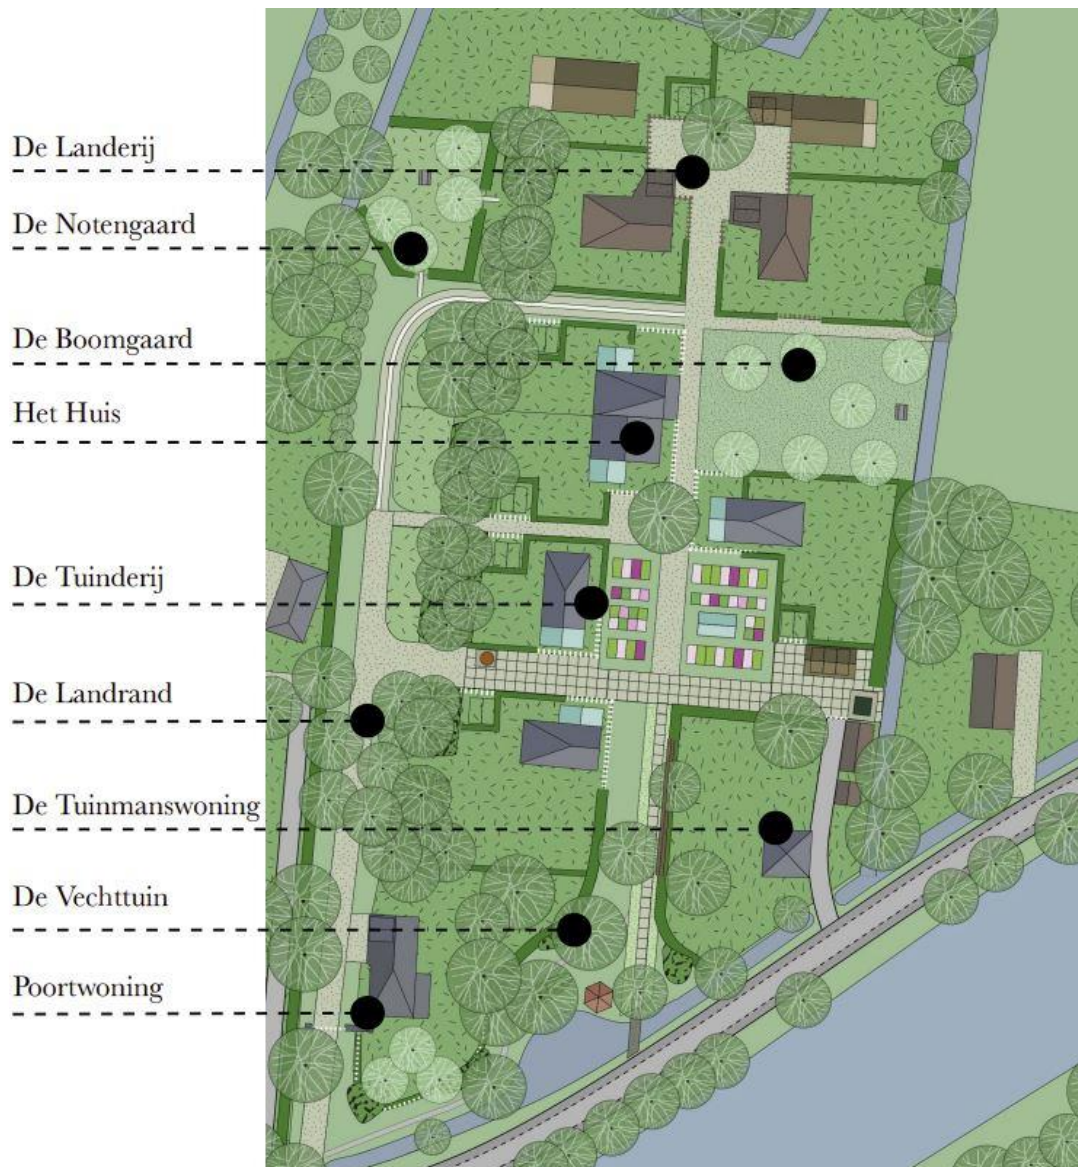 De Landerij
De Notengaard
De Boomgaard
Het Huis
De Tuinderij
De Landrand
De Tuinmanswoning
De Vechttuin
Poortwoning